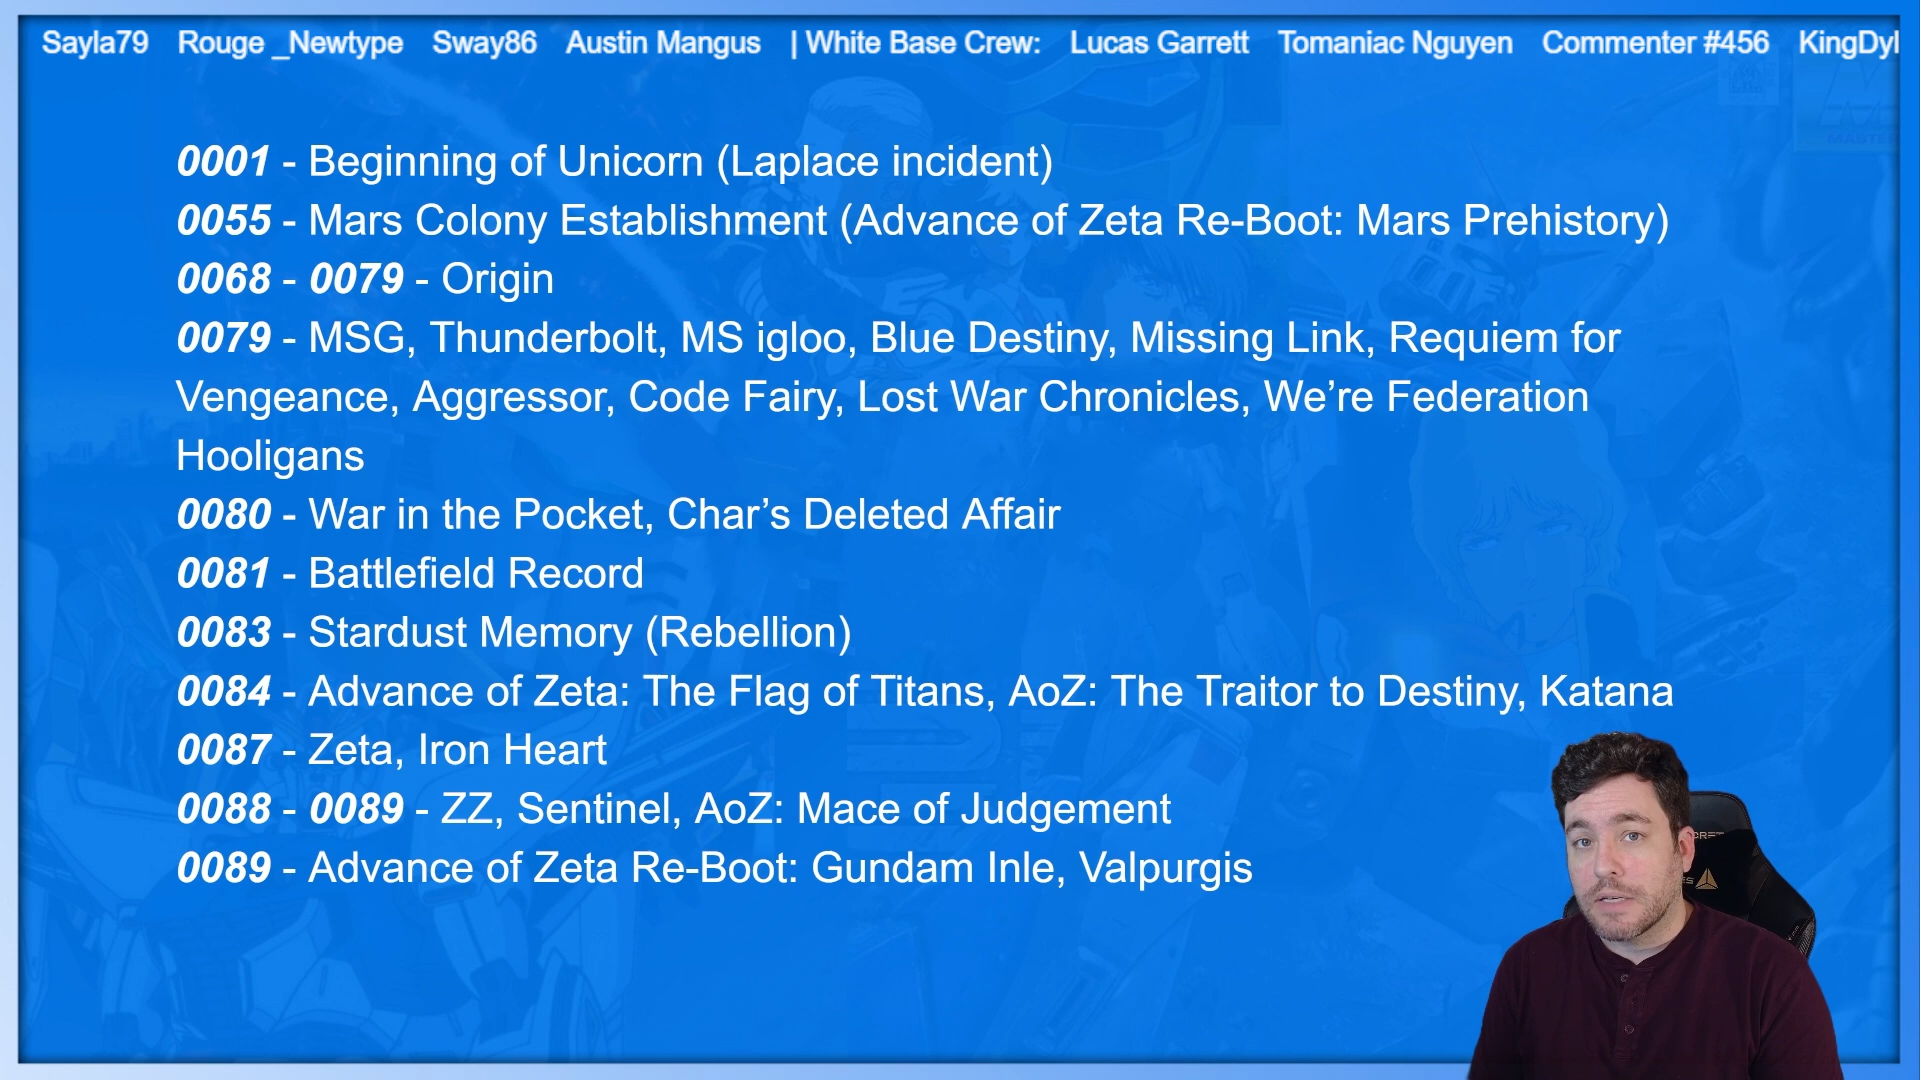 Sayla79 Rouge _Newtype Sway86 Austin Mangus | White Base Crew: Lucas Garrett Tomaniac Nguyen Commenter #456 KingDyl
0001 - Beginning of Unicorn (Laplace incident)
0055 - Mars Colony Establishment (Advance of Zeta Re-Boot: Mars Prehistory)
0068 - 0079 - Origin
0079 - MSG, Thunderbolt, MS igloo, Blue Destiny, Missing Link, Requiem for
Vengeance, Aggressor, Code Fairy, Lost War Chronicles, We’re Federation
Hooligans
0080 - War in the Pocket, Char’s Deleted Affair
0081 - Battlefield Record
0083 - Stardust Memory (Rebellion)
0084 - Advance of Zeta: The Flag of Titans, AoZ: The Traitor to Destiny, Katana
0087 - Zeta, Iron Heart
0088 - 0089 - ZZ, Sentinel, AoZ: Mace of Judgement
0089 - Advance of Zeta Re-Boot: Gundam Inle, Valpurgis